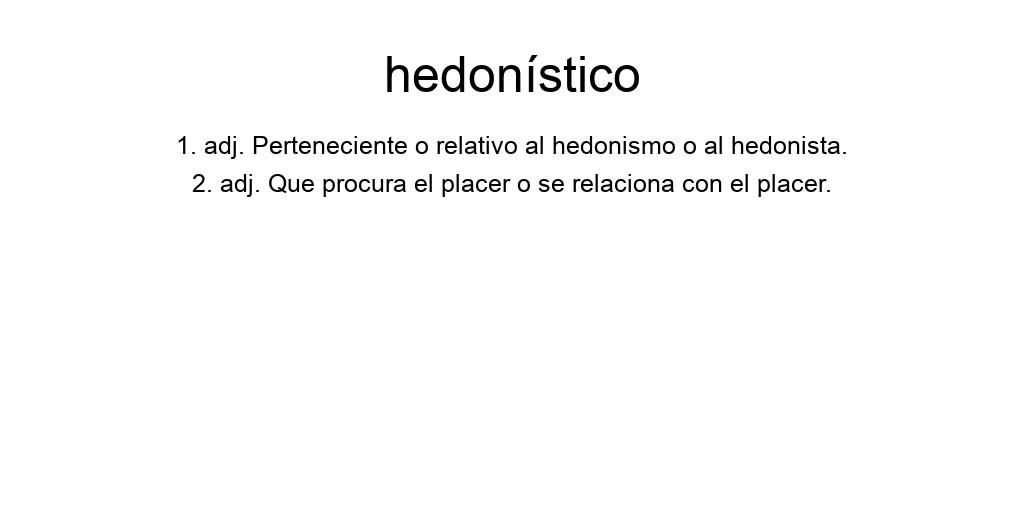 hedonístico
1. adj. Perteneciente o relativo al hedonismo o al hedonista.
2. adj. Que procura el placer o se relaciona con el placer.